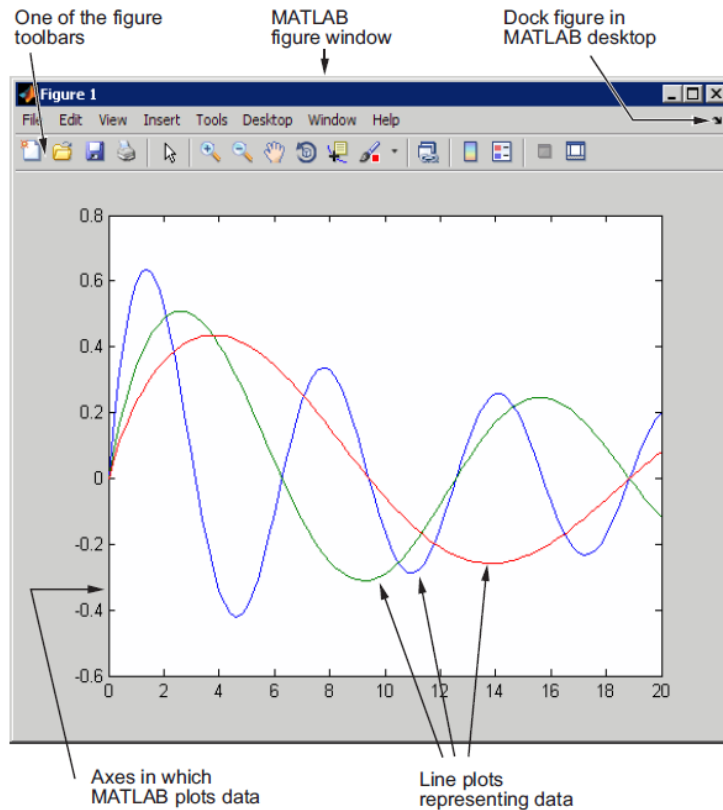 One of the figure
toolbars
MATLAB
figure window
Dock figure in
MATLAB desktop
Figure 1
File Edit View Insert Tools Desktop Window Help
0.8
0.6
0.4
0.2
0
-0.2
-0.4
-0.6
0 2 4 6 8 10 12 14 16 18 20
Axes in which
MATLAB plots data
Line plots
representing data